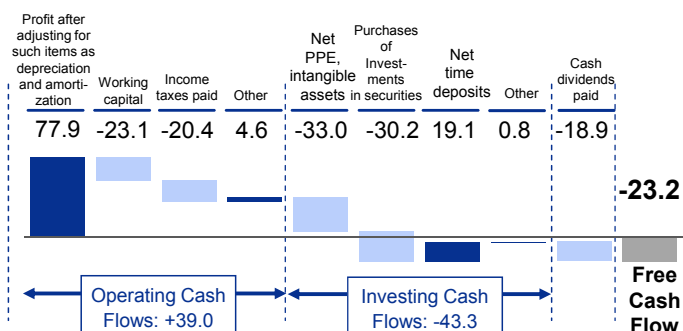 Profit after
adjusting for
such items as
depreciation
and amorti-
zation
Working
capital
Income
taxes paid
Other
Net
PPE,
intangible
assets
Purchases
of
Invest-
ments
in securities
Net
time
deposits
Other
Cash
dividends
paid
77.9 -23.1 -20.4 4.6 -33.0 -30.2 19.1 0.8 -18.9
-23.2
Free
Cash
Flow
Operating Cash
Flows: +39.0
Investing Cash
Flows: -43.3